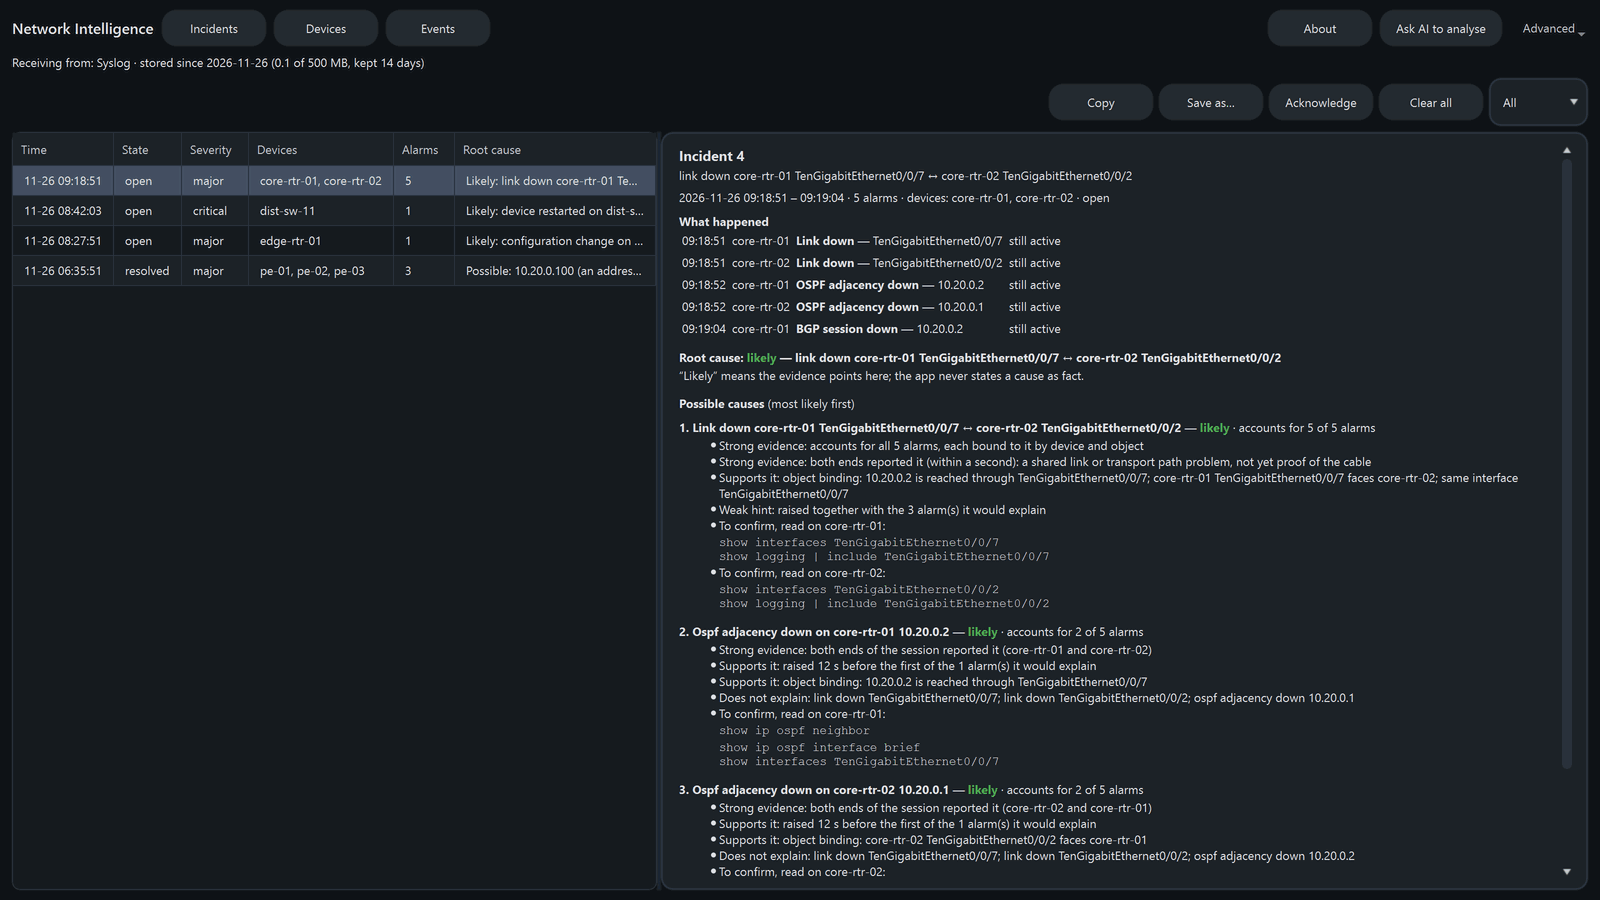 Network Intelligence
Incidents
Devices
Events
About
Ask AI to analyse
Advanced
Receiving from: Syslog · stored since 2026-11-26 (0.1 of 500 MB, kept 14 days)
Copy
Save as...
Acknowledge
Clear all
All
Time State Severity Devices Alarms Root cause
11-26 09:18:51 open major core-rtr-01, core-rtr-02 5 Likely: link down core-rtr-01 Te...
11-26 08:42:03 open critical dist-sw-11 1 Likely: device restarted on dist-s...
11-26 08:27:51 open major edge-rtr-01 1 Likely: configuration change on ...
11-26 06:35:51 resolved major pe-01, pe-02, pe-03 3 Possible: 10.20.0.100 (an addres...
Incident 4
link down core-rtr-01 TenGigabitEthernet0/0/7 ↔ core-rtr-02 TenGigabitEthernet0/0/2
2026-11-26 09:18:51 – 09:19:04 · 5 alarms · devices: core-rtr-01, core-rtr-02 · open
What happened
09:18:51 core-rtr-01 Link down — TenGigabitEthernet0/0/7 still active
09:18:51 core-rtr-02 Link down — TenGigabitEthernet0/0/2 still active
09:18:52 core-rtr-01 OSPF adjacency down — 10.20.0.2 still active
09:18:52 core-rtr-02 OSPF adjacency down — 10.20.0.1 still active
09:19:04 core-rtr-01 BGP session down — 10.20.0.2 still active
Root cause: likely — link down core-rtr-01 TenGigabitEthernet0/0/7 ↔ core-rtr-02 TenGigabitEthernet0/0/2
"Likely" means the evidence points here; the app never states a cause as fact.
Possible causes (most likely first)
1. Link down core-rtr-01 TenGigabitEthernet0/0/7 ↔ core-rtr-02 TenGigabitEthernet0/0/2 — likely · accounts for 5 of 5 alarms
• Strong evidence: accounts for all 5 alarms, each bound to it by device and object
• Strong evidence: both ends reported it (within a second): a shared link or transport path problem, not yet proof of the cable
• Supports it: object binding: 10.20.0.2 is reached through TenGigabitEthernet0/0/7; core-rtr-01 TenGigabitEthernet0/0/7 faces core-rtr-02; same interface
TenGigabitEthernet0/0/7
• Weak hint: raised together with the 3 alarm(s) it would explain
• To confirm, read on core-rtr-01:
show interfaces TenGigabitEthernet0/0/7
show logging | include TenGigabitEthernet0/0/7
• To confirm, read on core-rtr-02:
show interfaces TenGigabitEthernet0/0/2
show logging | include TenGigabitEthernet0/0/2
2. Ospf adjacency down on core-rtr-01 10.20.0.2 — likely · accounts for 2 of 5 alarms
• Strong evidence: both ends of the session reported it (core-rtr-01 and core-rtr-02)
• Supports it: raised 12 s before the first of the 1 alarm(s) it would explain
• Supports it: object binding: 10.20.0.2 is reached through TenGigabitEthernet0/0/7
• Does not explain: link down TenGigabitEthernet0/0/7; link down TenGigabitEthernet0/0/2; ospf adjacency down 10.20.0.1
• To confirm, read on core-rtr-01:
show ip ospf neighbor
show ip ospf interface brief
show interfaces TenGigabitEthernet0/0/7
3. Ospf adjacency down on core-rtr-02 10.20.0.1 — likely · accounts for 2 of 5 alarms
• Strong evidence: both ends of the session reported it (core-rtr-02 and core-rtr-01)
• Supports it: raised 12 s before the first of the 1 alarm(s) it would explain
• Supports it: object binding: core-rtr-02 TenGigabitEthernet0/0/2 faces core-rtr-01
• Does not explain: link down TenGigabitEthernet0/0/7; link down TenGigabitEthernet0/0/2; ospf adjacency down 10.20.0.2
• To confirm, read on core-rtr-02: